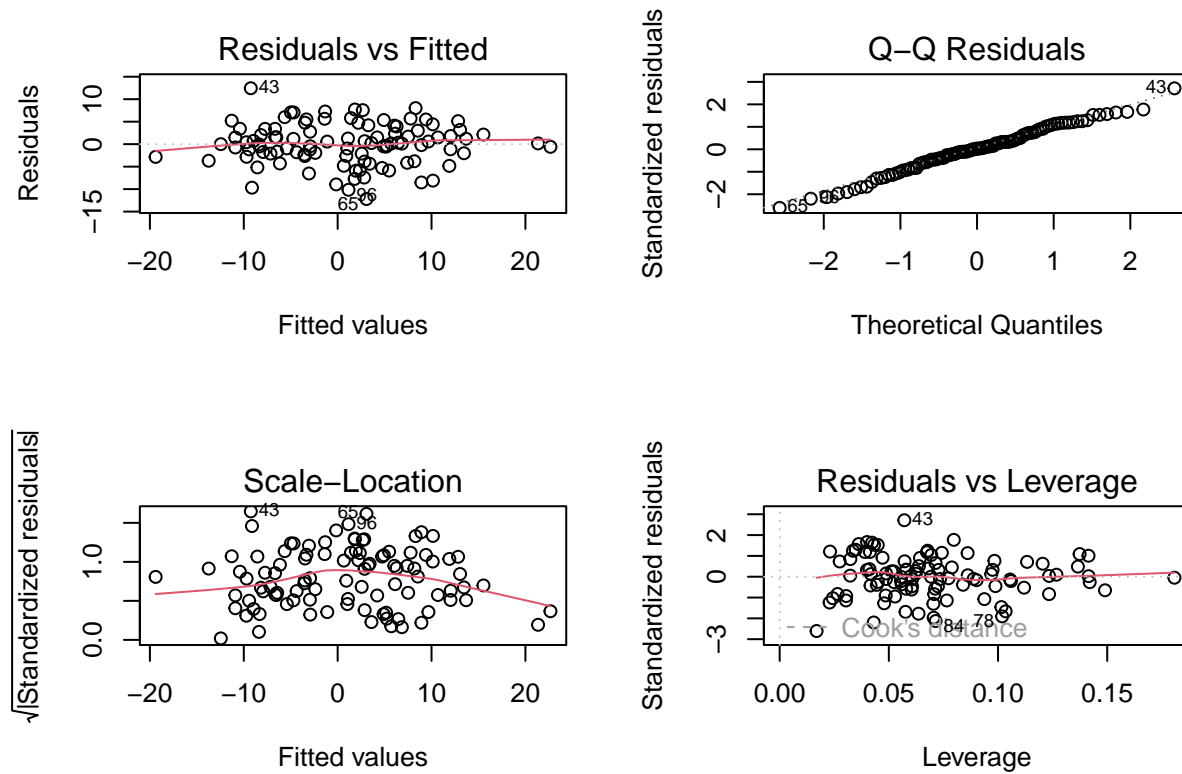 Residuals vs Fitted
Residuals
10
0
−15
43
96
65
−20 −10 0 10 20
Fitted values
Q−Q Residuals
Standardized residuals
2
0
−2
43
65
96
−2 −1 0 1 2
Theoretical Quantiles
Scale−Location
√|Standardized residuals|
1.0
0.0
43
65
96
−20 −10 0 10 20
Fitted values
Residuals vs Leverage
Standardized residuals
2
0
−3
43
84
78
Cook's distance
0.00 0.05 0.10 0.15
Leverage